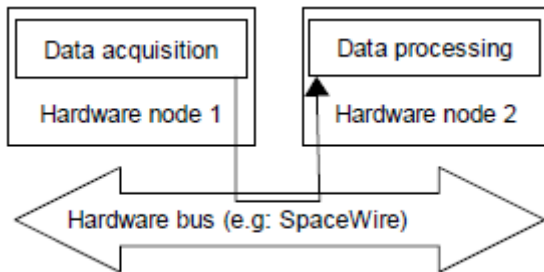 Data acquisition
Hardware node 1
Data processing
Hardware node 2
Hardware bus (e.g: SpaceWire)